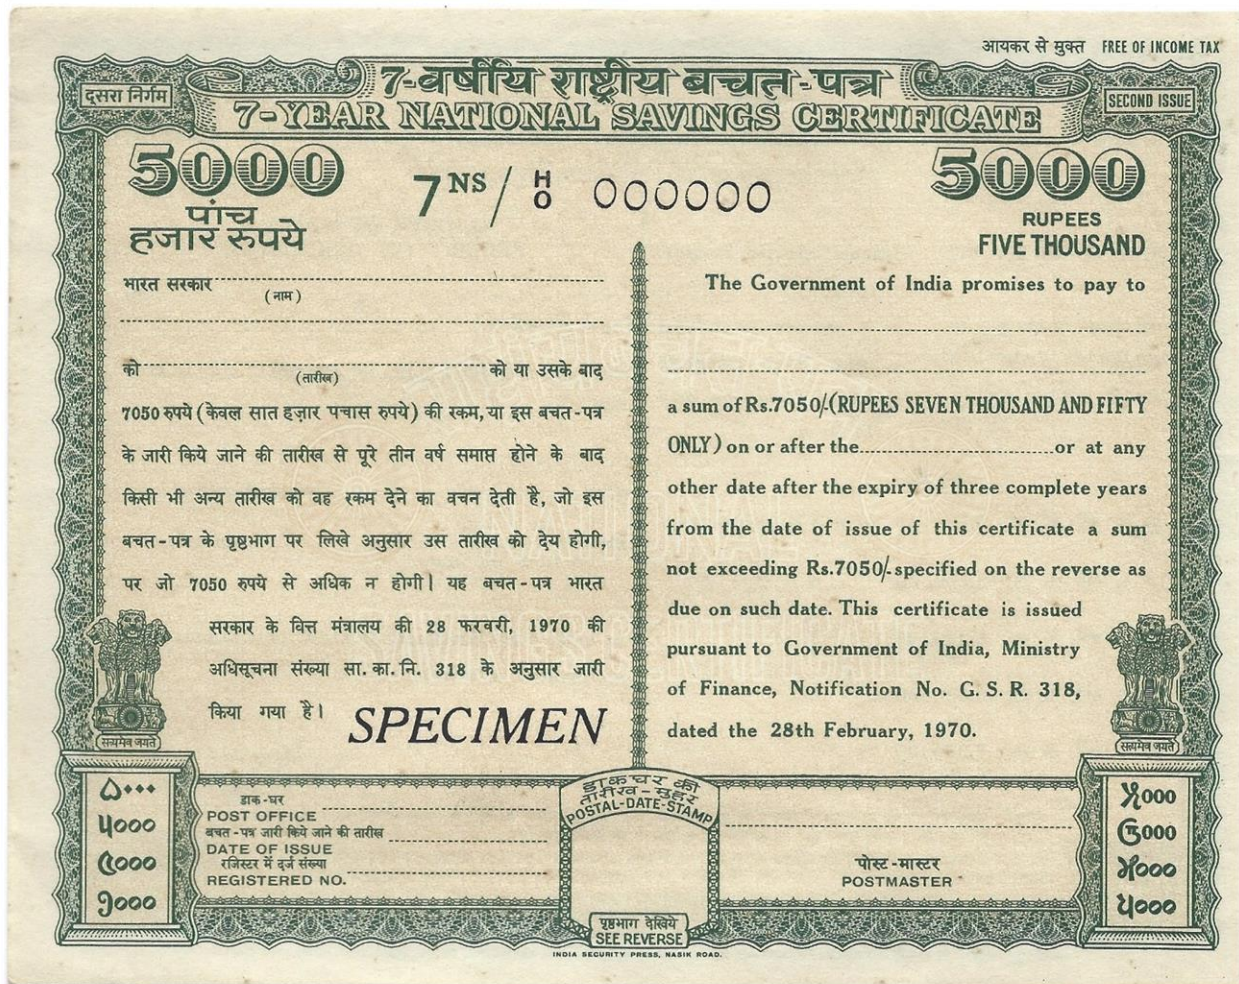 आयकर से मुक्त FREE OF INCOME TAX
दूसरा निर्गम
7-वर्षीय राष्ट्रीय बचत-पत्र
7-YEAR NATIONAL SAVINGS CERTIFICATE
SECOND ISSUE
5000
पांच
हजार रुपये
7NS/ H O 000000
5000
RUPEES
FIVE THOUSAND
भारत सरकार
(नाम)
को
(तारीख)
को या उसके बाद
7050 रुपये (केवल सात हज़ार पचास रुपये) की रकम, या इस बचत-पत्र
के जारी किये जाने की तारीख से पूरे तीन वर्ष समाप्त होने के बाद
किसी भी अन्य तारीख को वह रकम देने का वचन देती है, जो इस
बचत-पत्र के पृष्ठभाग पर लिखे अनुसार उस तारीख को देय होगी,
पर जो 7050 रुपये से अधिक न होगी। यह बचत-पत्र भारत
सरकार के वित्त मंत्रालय की 28 फरवरी, 1970 की
अधिसूचना संख्या सा. का. नि. 318 के अनुसार जारी
किया गया है।
SPECIMEN
The Government of India promises to pay to
a sum of Rs.7050/-(RUPEES SEVEN THOUSAND AND FIFTY
ONLY) on or after the or at any
other date after the expiry of three complete years
from the date of issue of this certificate a sum
not exceeding Rs.7050/- specified on the reverse as
due on such date. This certificate is issued
pursuant to Government of India, Ministry
of Finance, Notification No. G. S. R. 318,
dated the 28th February, 1970.
सत्यमेव जयते
सत्यमेव जयते
۵۰۰۰
५०००
डाक-घर
POST OFFICE
बचत-पत्र जारी किये जाने की तारीख
DATE OF ISSUE
रजिस्टर में दर्ज संख्या
REGISTERED NO.
डाकघर की
तारीख-मुहर
POSTAL-DATE-STAMP
पोस्ट-मास्टर
POSTMASTER
पृष्ठभाग देखिये
SEE REVERSE
INDIA SECURITY PRESS, NASIK ROAD.